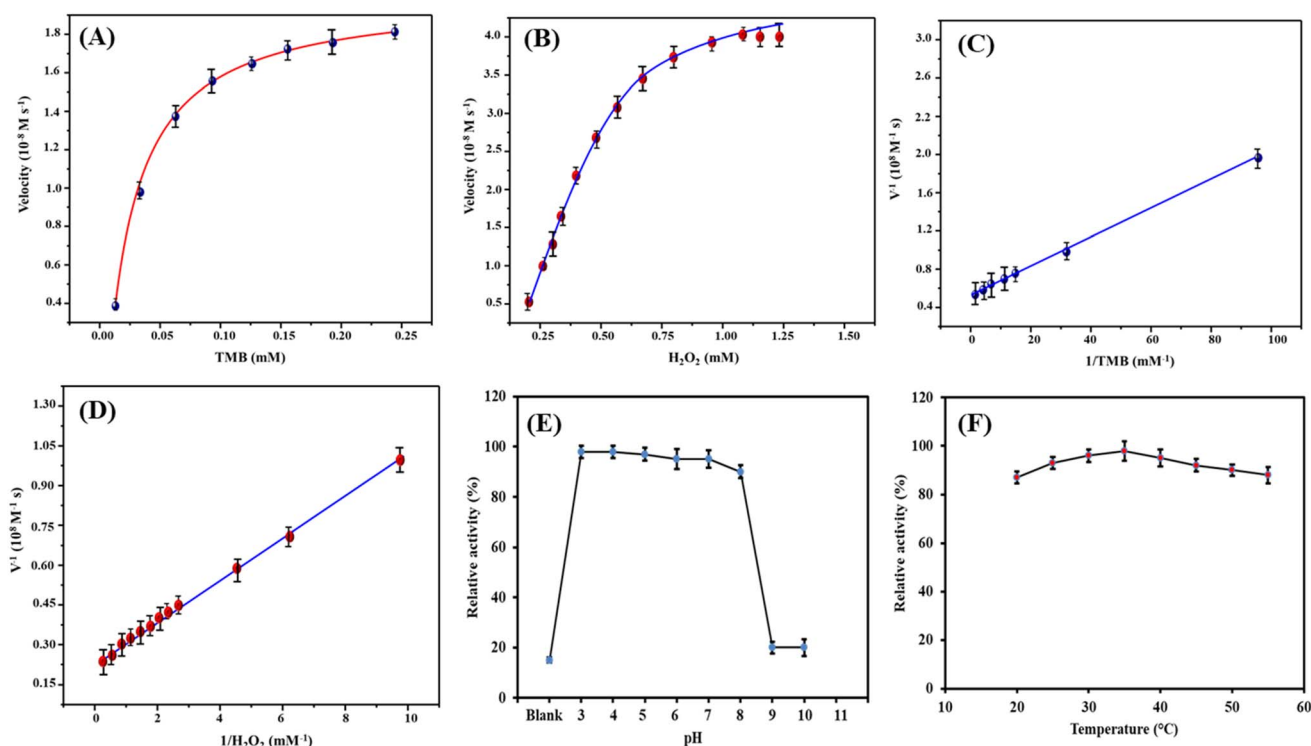 (A)
1.8
1.6
1.4
1.2
1.0
0.8
0.6
0.4
Velocity (10⁻⁸ M s⁻¹)
0.00 0.05 0.10 0.15 0.20 0.25
TMB (mM)
(B)
4.0
3.5
3.0
2.5
2.0
1.5
1.0
0.5
Velocity (10⁻⁸ M s⁻¹)
0.25 0.50 0.75 1.00 1.25 1.50
H₂O₂ (mM)
(C)
3.0
2.6
2.0
1.6
1.2
0.8
0.4
V⁻¹ (10⁸ M⁻¹ s)
0 20 40 60 80 100
1/TMB (mM⁻¹)
(D)
1.30
1.05
0.90
0.75
0.45
0.30
0.15
V⁻¹ (10⁸ M⁻¹ s)
0 2 4 6 8 10
1/H₂O₂ (mM⁻¹)
(E)
120
100
80
60
40
20
0
Relative activity (%)
Blank 3 4 5 6 7 8 9 10 11
pH
(F)
120
100
80
60
40
20
0
Relative activity (%)
10 20 30 40 50 60
Temperature (°C)